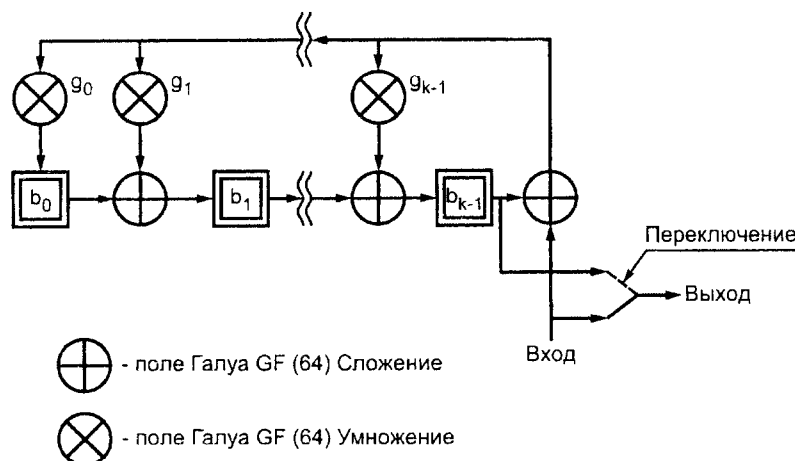 g0
g1
gk-1
b0
b1
bk-1
Переключение
Выход
Вход
- поле Галуа GF (64) Сложение
- поле Галуа GF (64) Умножение